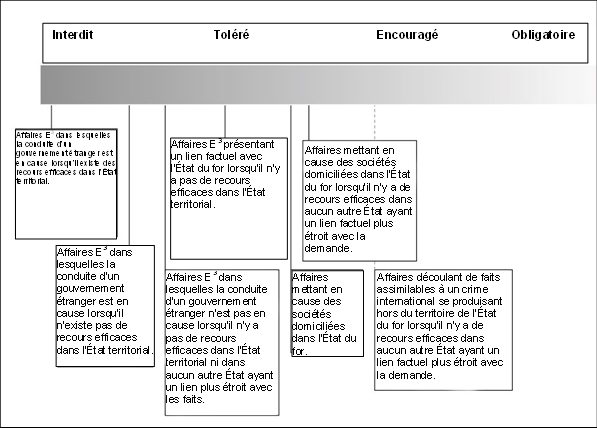 Interdit Toléré Encouragé Obligatoire
Affaires E³ dans lesquelles
la conduite d'un
gouvernement étranger est
en cause lorsqu'il existe des
recours efficaces dans l'État
territorial.
Affaires E³ présentant
un lien factuel avec
l'État du for lorsqu'il n'y
a pas de recours
efficaces dans l'État
territorial.
Affaires mettant en
cause des sociétés
domiciliées dans l'État
du for lorsqu'il n'y a de
recours efficaces dans
aucun autre État ayant
un lien factuel plus
étroit avec la
demande.
Affaires E³ dans
lesquelles la
conduite d'un
gouvernement
étranger est en
cause lorsqu'il
n'existe pas de
recours efficaces
dans l'État territorial.
Affaires E³ dans
lesquelles la conduite
d'un gouvernement
étranger n'est pas en
cause lorsqu'il n'y a
pas de recours
efficaces dans l'État
territorial ni dans
aucun autre État ayant
un lien plus étroit avec
les faits.
Affaires
mettant en
cause des
sociétés
domiciliées
dans l'État du
for.
Affaires découlant de faits
assimilables à un crime
international se produisant
hors du territoire de l'État
du for lorsqu'il n'y a de
recours efficaces dans
aucun autre État ayant un
lien factuel plus étroit avec
la demande.